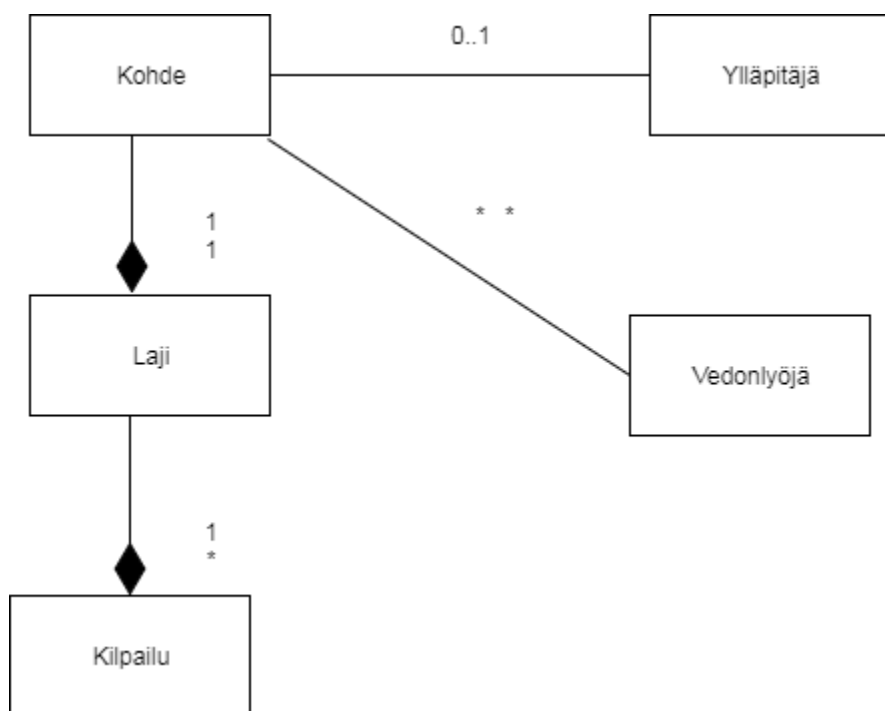 0..1
Kohde
Ylläpitäjä
* *
1
1
Laji
Vedonlyöjä
1
*
Kilpailu